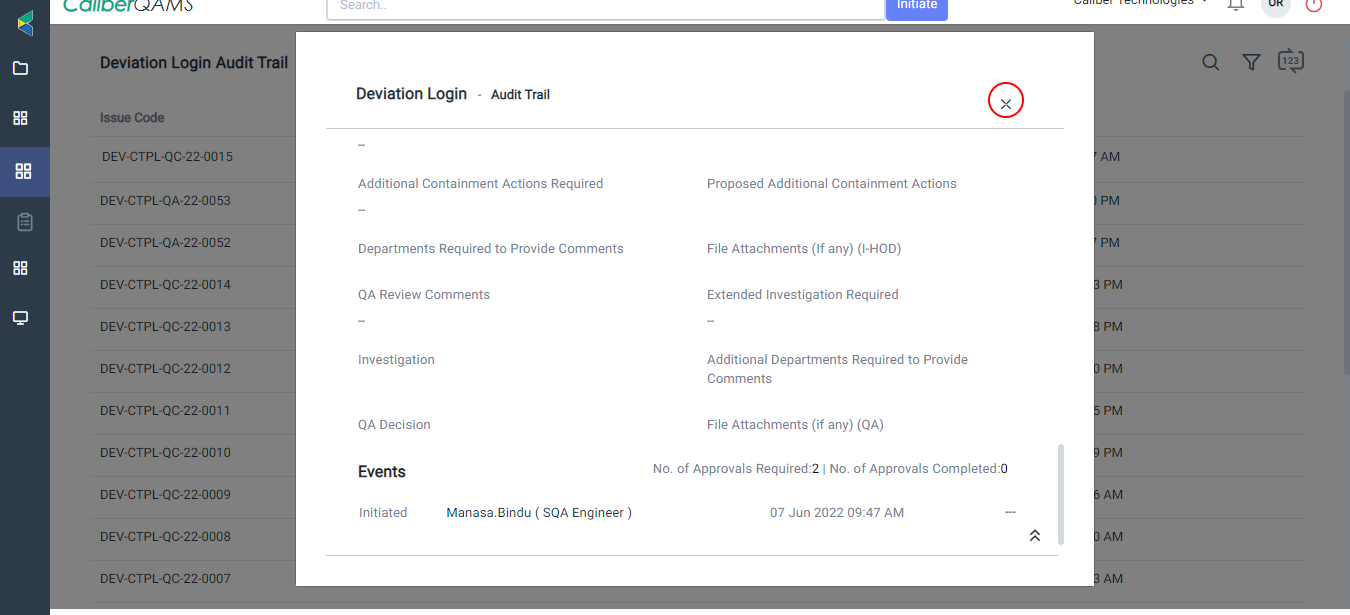 CaliberQAMS
Search..
Initiate
Caliber Technologies
OR
Deviation Login Audit Trail
123
Issue Code
DEV-CTPL-QC-22-0015
7 AM
DEV-CTPL-QA-22-0053
0 PM
DEV-CTPL-QA-22-0052
7 PM
DEV-CTPL-QC-22-0014
3 PM
DEV-CTPL-QC-22-0013
8 PM
DEV-CTPL-QC-22-0012
0 PM
DEV-CTPL-QC-22-0011
5 PM
DEV-CTPL-QC-22-0010
9 PM
DEV-CTPL-QC-22-0009
6 AM
DEV-CTPL-QC-22-0008
0 AM
DEV-CTPL-QC-22-0007
3 AM
Deviation Login - Audit Trail
--
Additional Containment Actions Required
Proposed Additional Containment Actions
--
Departments Required to Provide Comments
File Attachments (If any) (I-HOD)
QA Review Comments
Extended Investigation Required
--
--
Investigation
Additional Departments Required to Provide
Comments
QA Decision
File Attachments (if any) (QA)
Events
No. of Approvals Required:2 | No. of Approvals Completed:0
Initiated
Manasa.Bindu ( SQA Engineer )
07 Jun 2022 09:47 AM
---